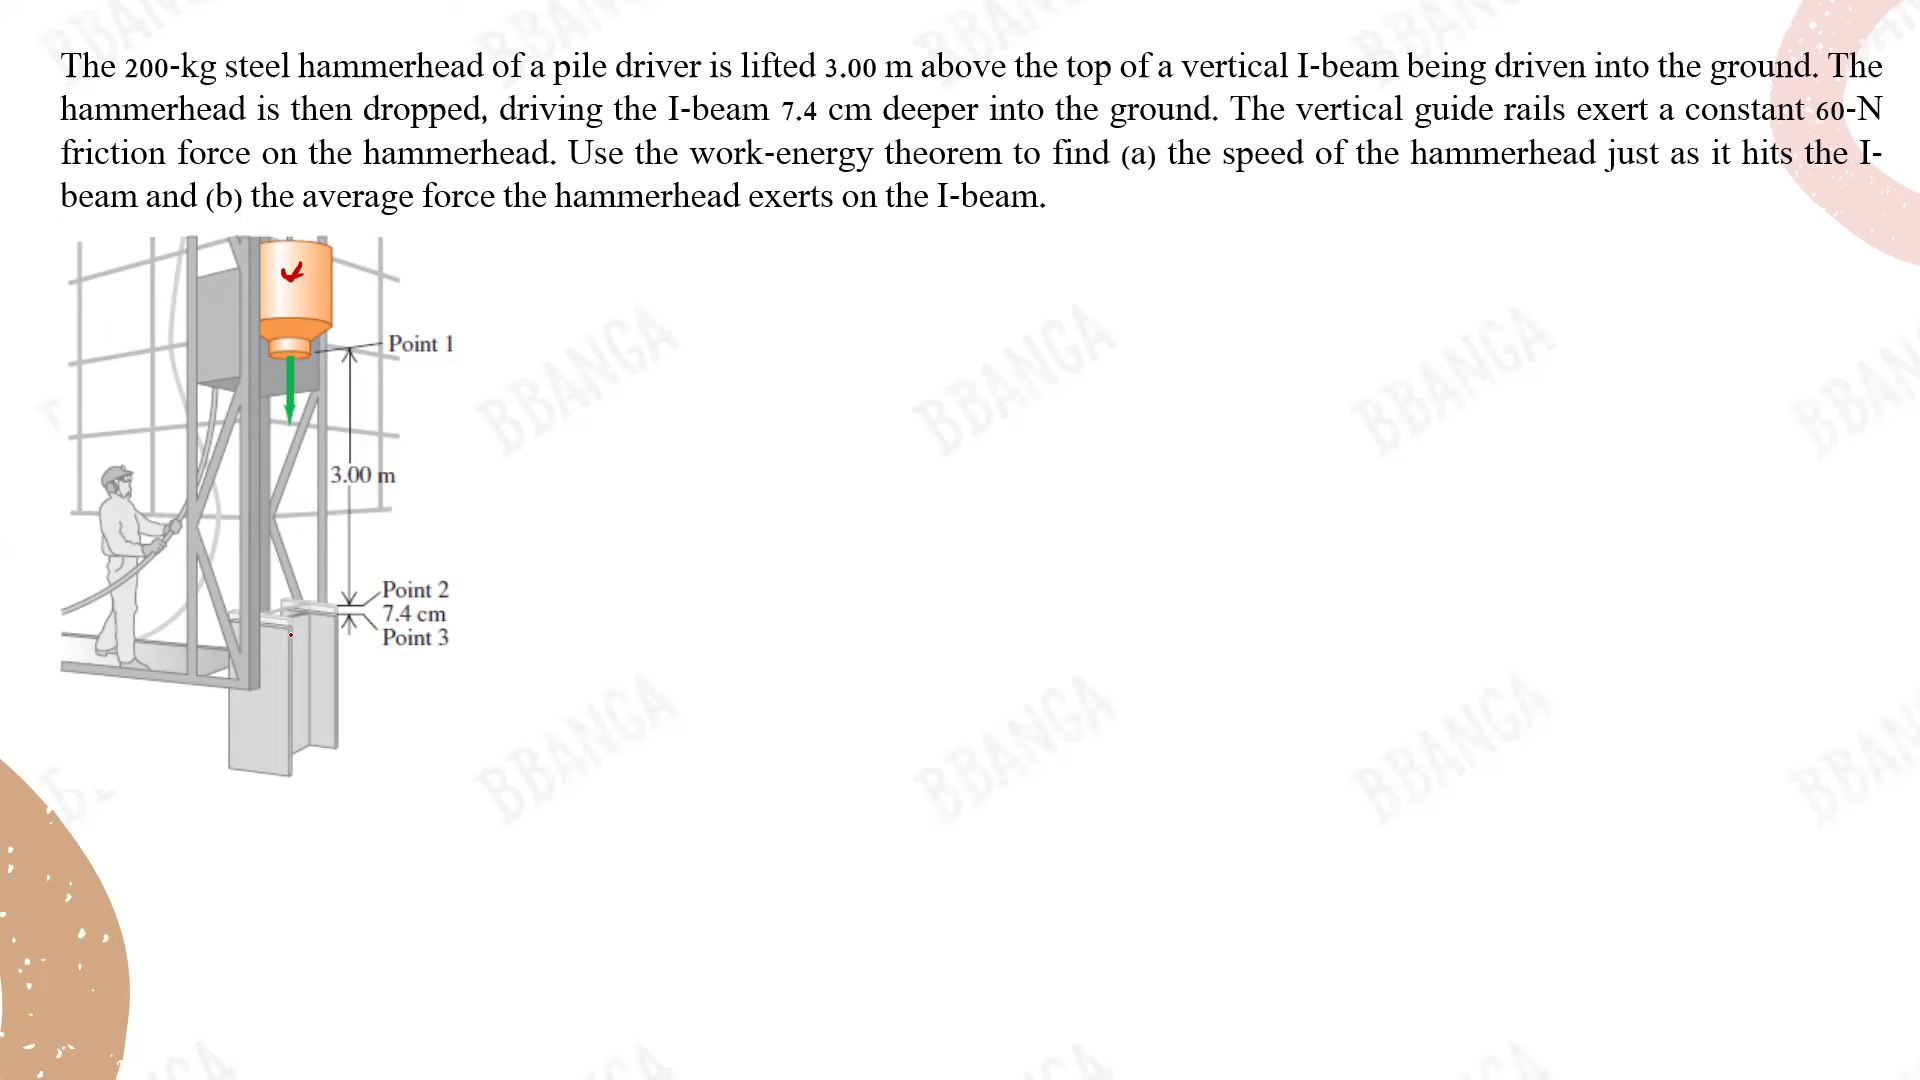 The 200-kg steel hammerhead of a pile driver is lifted 3.00 m above the top of a vertical I-beam being driven into the ground. The
hammerhead is then dropped, driving the I-beam 7.4 cm deeper into the ground. The vertical guide rails exert a constant 60-N
friction force on the hammerhead. Use the work-energy theorem to find (a) the speed of the hammerhead just as it hits the I-
beam and (b) the average force the hammerhead exerts on the I-beam.
Point 1
3.00 m
Point 2
7.4 cm
Point 3
BBANGA
BBANGA
BBANGA
BBANGA
BBANGA
BBANGA